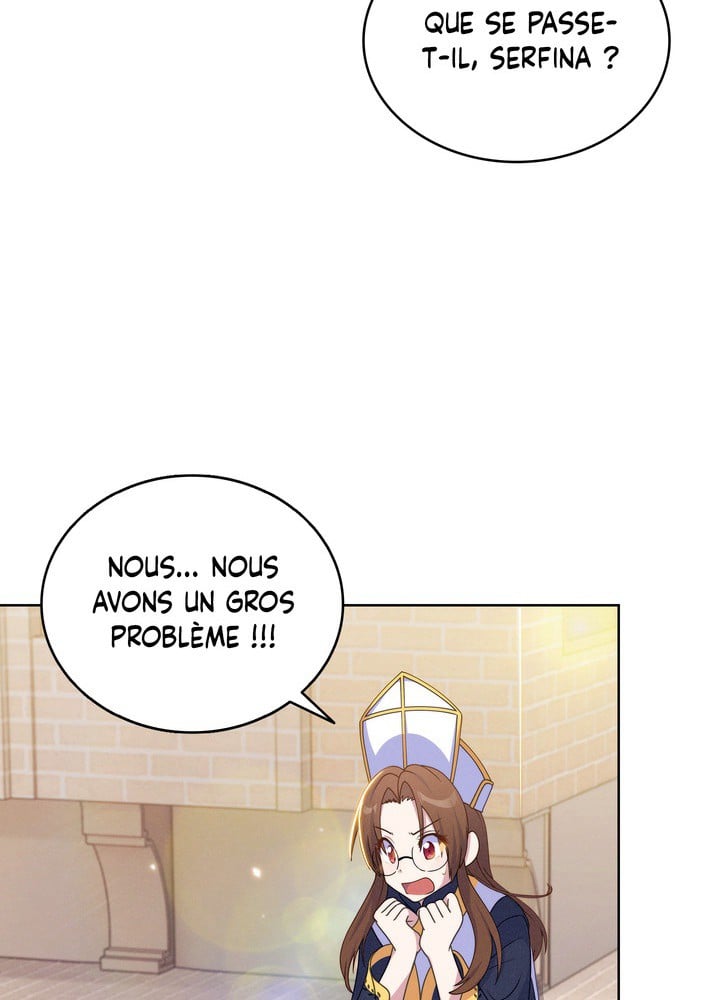 QUE SE PASSE-
T-IL, SERFINA ?
NOUS... NOUS
AVONS UN GROS
PROBLÈME !!!